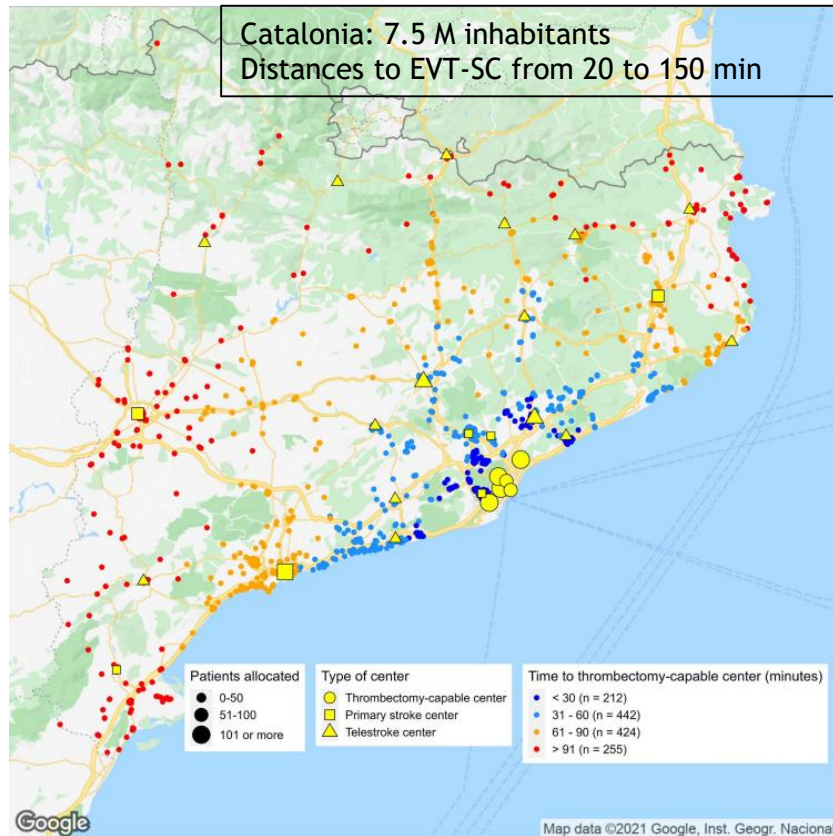 Catalonia: 7.5 M inhabitants
Distances to EVT-SC from 20 to 150 min
Patients allocated
0-50
51-100
101 or more
Type of center
Thrombectomy-capable center
Primary stroke center
Telestroke center
Time to thrombectomy-capable center (minutes)
< 30 (n = 212)
31 - 60 (n = 442)
61 - 90 (n = 424)
> 91 (n = 255)
Google
Map data ©2021 Google, Inst. Geogr. Naciona